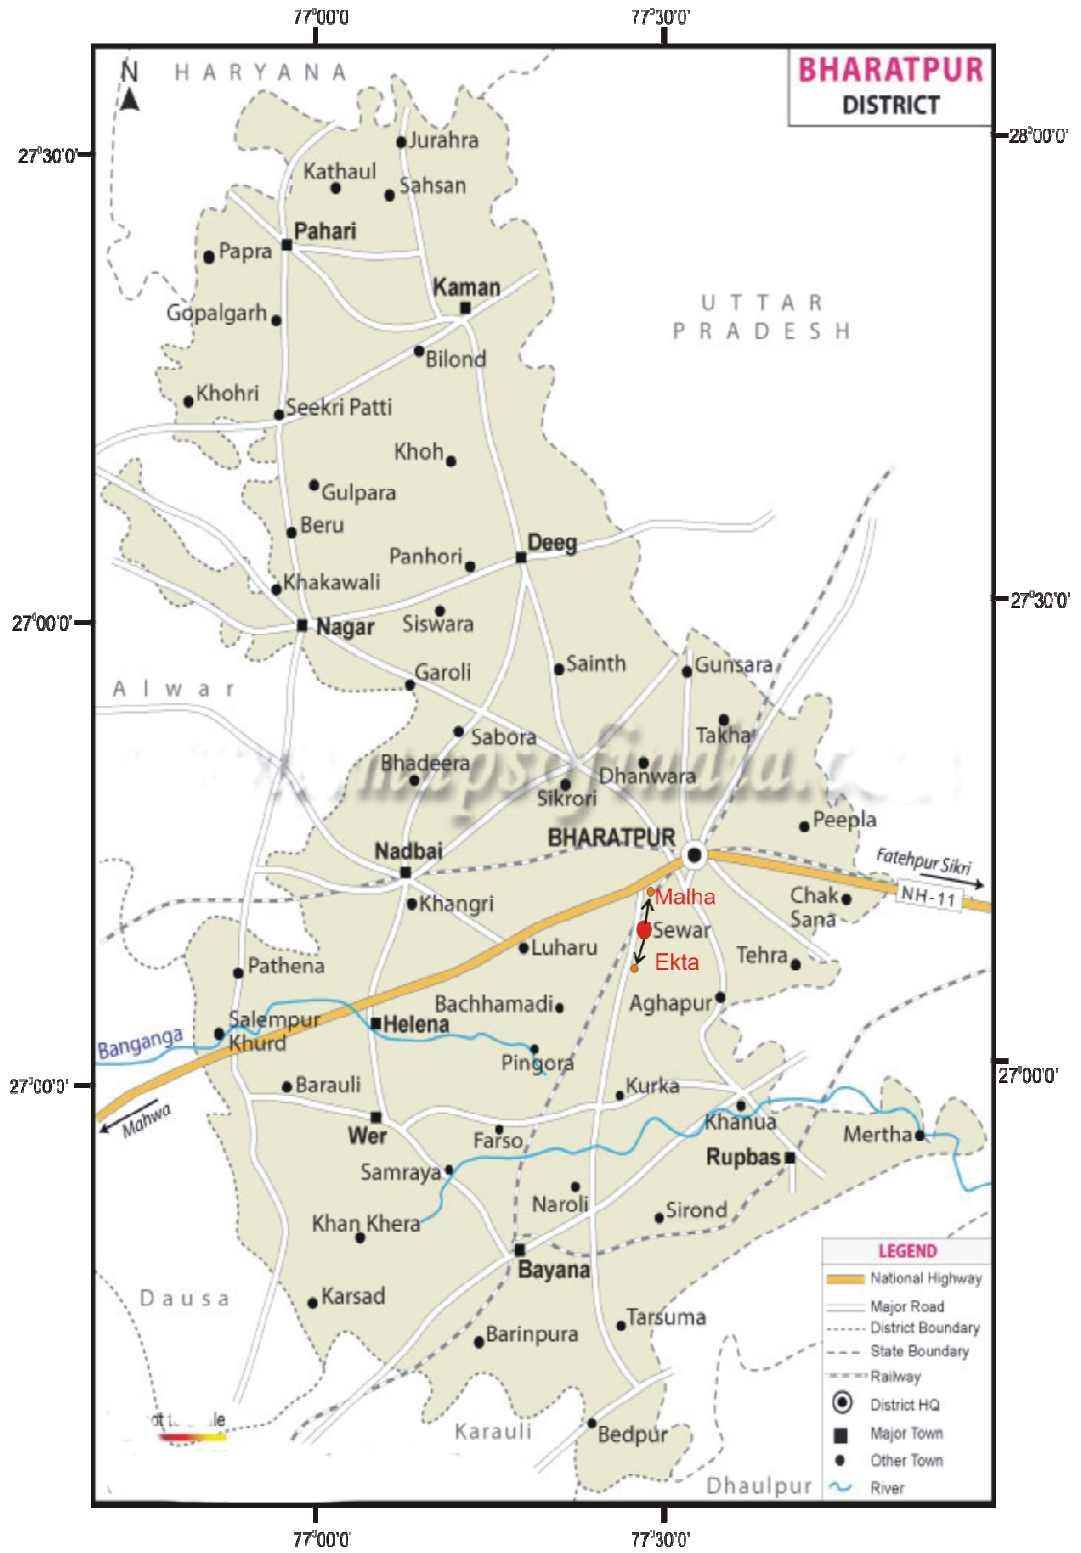 77°00'0'
77°30'0'
N
HARYANA
BHARATPUR
DISTRICT
27°30'0'
28°00'0'
Jurahra
Kathaul
Sahsan
Pahari
Papra
Kaman
Gopalgarh
UTTAR
PRADESH
Bilond
Khohri
Seekri Patti
Khoh
Gulpara
Beru
Deeg
Panhori
Khakawali
27°30'0'
27°00'0'
Nagar
Siswara
Sainth
Gunsara
Garoli
Alwar
Takha
Sabora
mapsofindia.co
Bhadeera
Dhanwara
Sikrori
Peepla
BHARATPUR
Nadbai
Fatehpur Sikri
NH-11
Malha
Chak
Sana
Khangri
Sewar
Luharu
Tehra
Ekta
Pathena
Bachhamadi
Aghapur
Salempur
Khurd
Helena
Banganga
Pingora
27°00'0'
27°00'0'
Barauli
Kurka
Mahwa
Khanua
Mertha
Wer
Farso
Rupbas
Samraya
Naroli
Sirond
Khan Khera
Bayana
LEGEND
National Highway
Dausa
Karsad
Major Road
Tarsuma
District Boundary
Barinpura
State Boundary
Railway
District HQ
Karauli
Bedpur
Major Town
Other Town
Dhaulpur
River
77°00'0'
77°30'0'